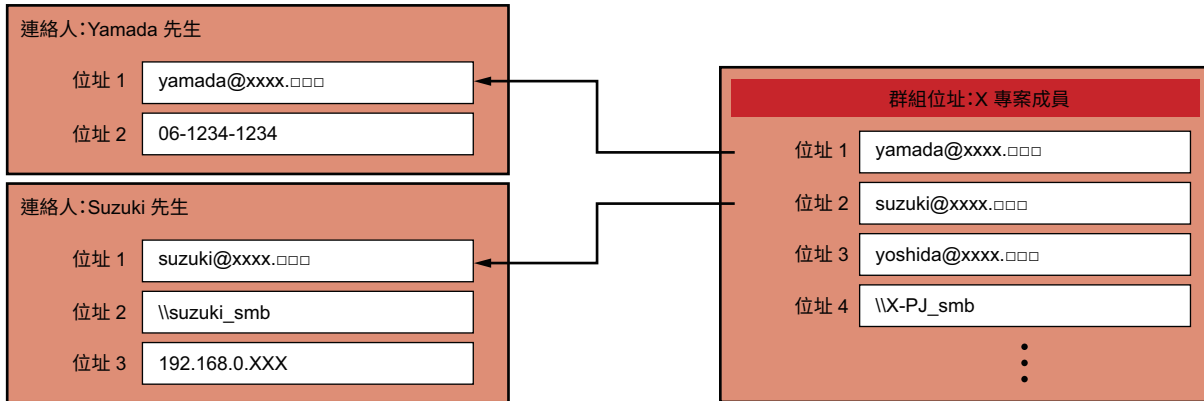 連絡人：Yamada 先生
位址 1 yamada@xxxx.□□□
位址 2 06-1234-1234
連絡人：Suzuki 先生
位址 1 suzuki@xxxx.□□□
位址 2 \\suzuki_smb
位址 3 192.168.0.XXX
群組位址：X 專案成員
位址 1 yamada@xxxx.□□□
位址 2 suzuki@xxxx.□□□
位址 3 yoshida@xxxx.□□□
位址 4 \\X-PJ_smb